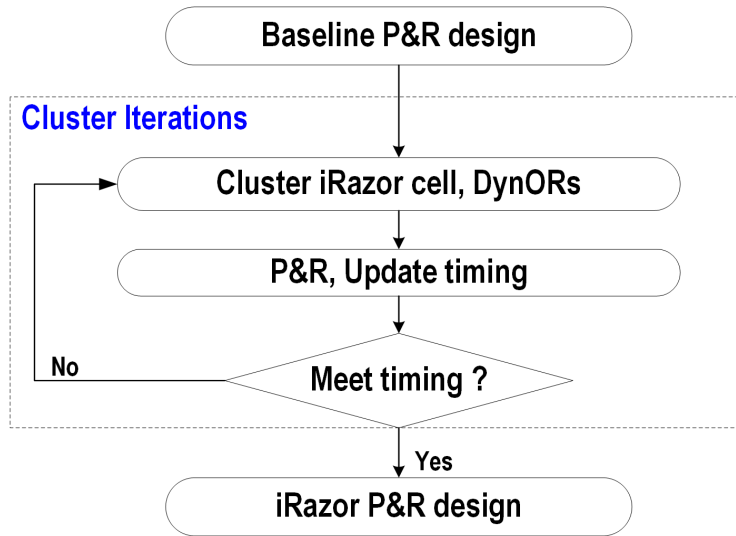 Baseline P&R design
Cluster Iterations
Cluster iRazor cell, DynORs
P&R, Update timing
Meet timing ?
No
Yes
iRazor P&R design